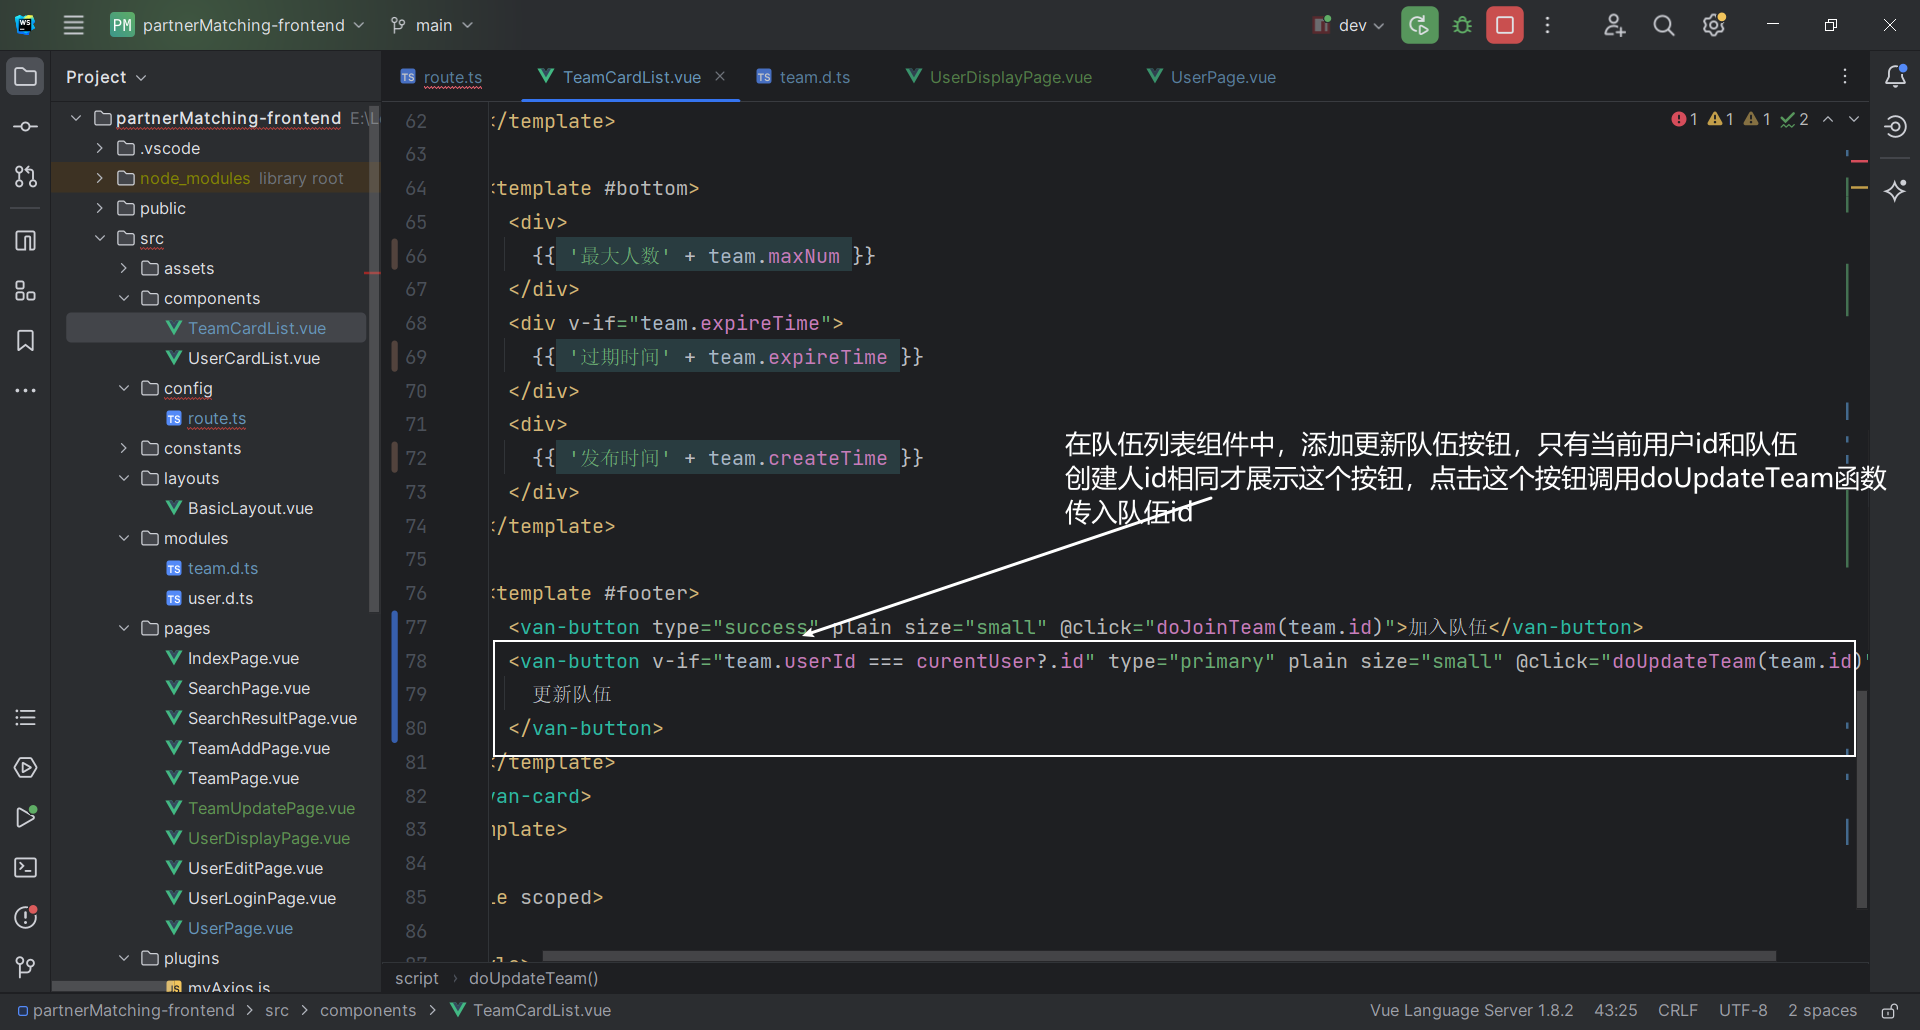 WS
PM partnerMatching-frontend main dev
Project
route.ts TeamCardList.vue team.d.ts UserDisplayPage.vue UserPage.vue
partnerMatching-frontend E:\L
.vscode
node_modules library root
public
src
assets
components
TeamCardList.vue
UserCardList.vue
config
route.ts
constants
layouts
BasicLayout.vue
modules
team.d.ts
user.d.ts
pages
IndexPage.vue
SearchPage.vue
SearchResultPage.vue
TeamAddPage.vue
TeamPage.vue
TeamUpdatePage.vue
UserDisplayPage.vue
UserEditPage.vue
UserLoginPage.vue
UserPage.vue
plugins
myAxios.js
1 1 1 2
62 </template>
63
64 <template #bottom>
65 <div>
66 {{ '最大人数' + team.maxNum }}
67 </div>
68 <div v-if="team.expireTime">
69 {{ '过期时间' + team.expireTime }}
70 </div>
71 <div>
72 {{ '发布时间' + team.createTime }}
73 </div>
74 </template>
75
76 <template #footer>
77 <van-button type="success" plain size="small" @click="doJoinTeam(team.id)">加入队伍</van-button>
78 <van-button v-if="team.userId === curentUser?.id" type="primary" plain size="small" @click="doUpdateTeam(team.id)"
79 更新队伍
80 </van-button>
81 </template>
82 van-card>
83 mplate>
84
85 le scoped>
86
87 yle>
在队伍列表组件中，添加更新队伍按钮，只有当前用户id和队伍
创建人id相同才展示这个按钮，点击这个按钮调用doUpdateTeam函数
传入队伍id
script › doUpdateTeam()
partnerMatching-frontend > src > components > TeamCardList.vue
Vue Language Server 1.8.2 43:25 CRLF UTF-8 2 spaces